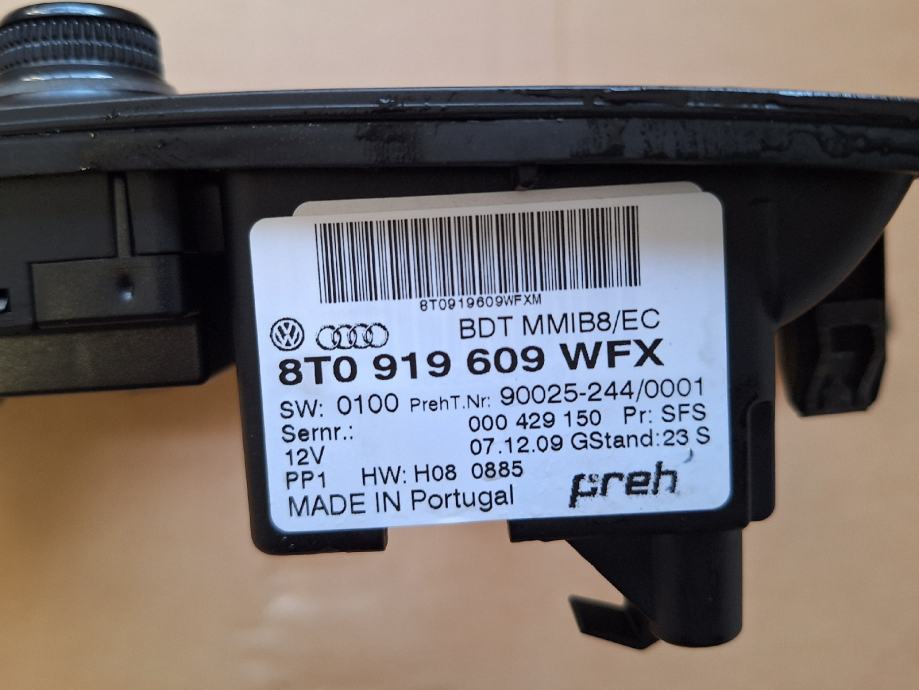 8T0919609WFXM
BDT MMIB8/EC
8T0 919 609 WFX
SW: 0100 PrehT.Nr: 90025-244/0001
Sernr.: 000 429 150 Pr: SFS
12V 07.12.09 GStand: 23 S
PP1 HW: H08 0885
MADE IN Portugal preh